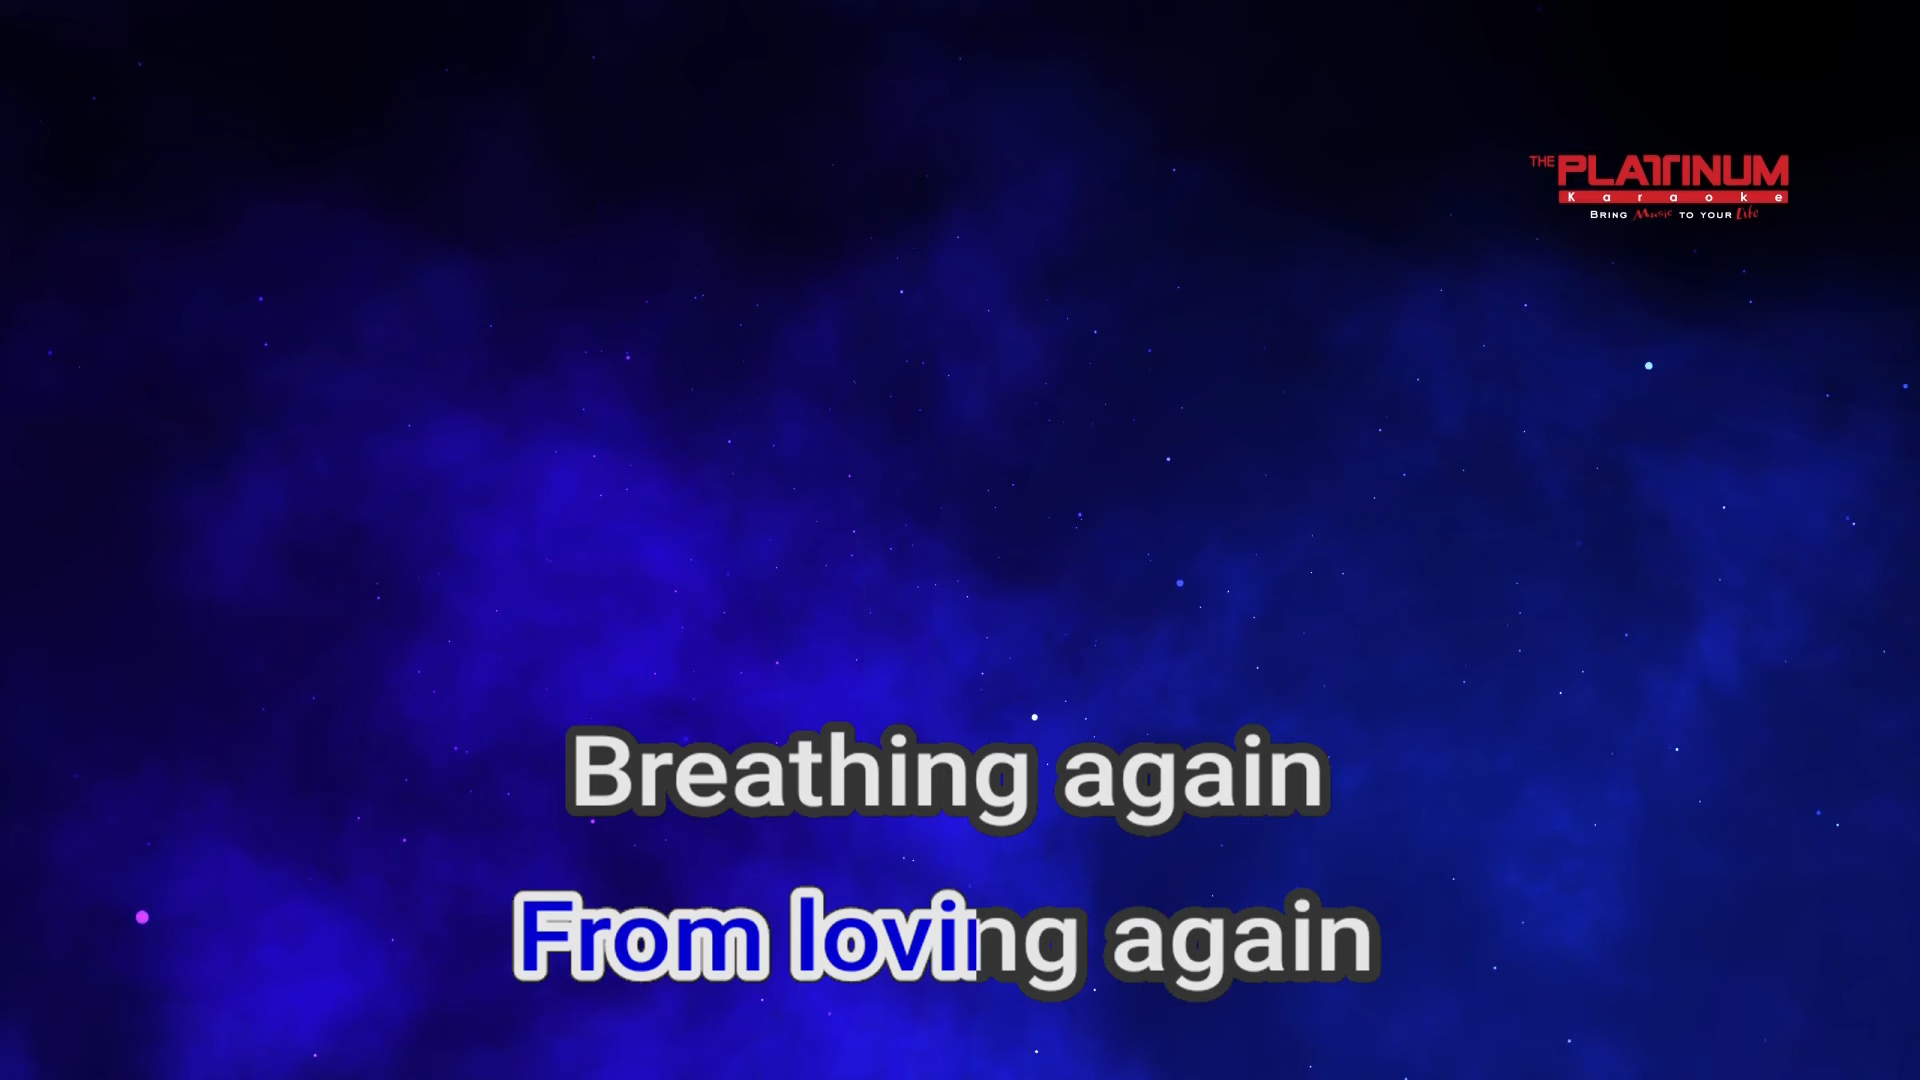 THE PLATINUM
Karaoke
BRING Music TO YOUR Life
Breathing again
From loving again